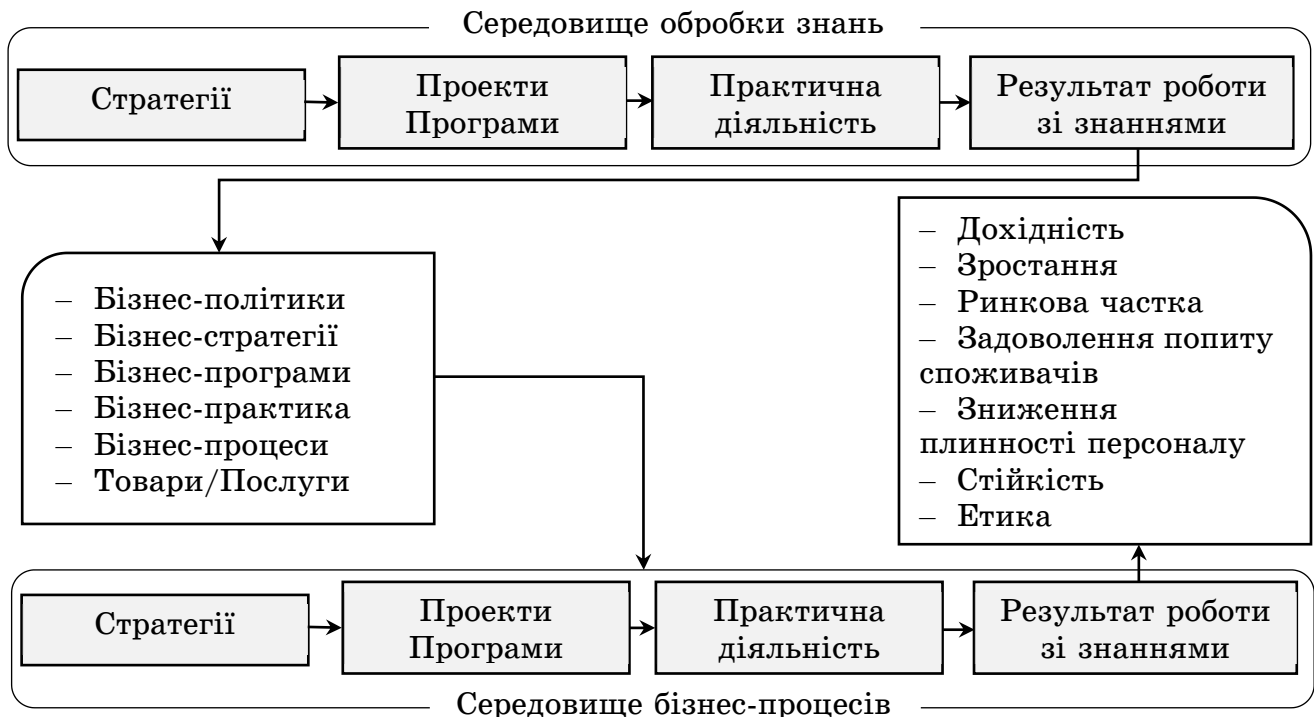 Середовище обробки знань
Стратегії
Проекти
Програми
Практична
діяльність
Результат роботи
зі знаннями
– Бізнес-політики
– Бізнес-стратегії
– Бізнес-програми
– Бізнес-практика
– Бізнес-процеси
– Товари/Послуги
– Дохідність
– Зростання
– Ринкова частка
– Задоволення попиту
споживачів
– Зниження
плинності персоналу
– Стійкість
– Етика
Стратегії
Проекти
Програми
Практична
діяльність
Результат роботи
зі знаннями
Середовище бізнес-процесів